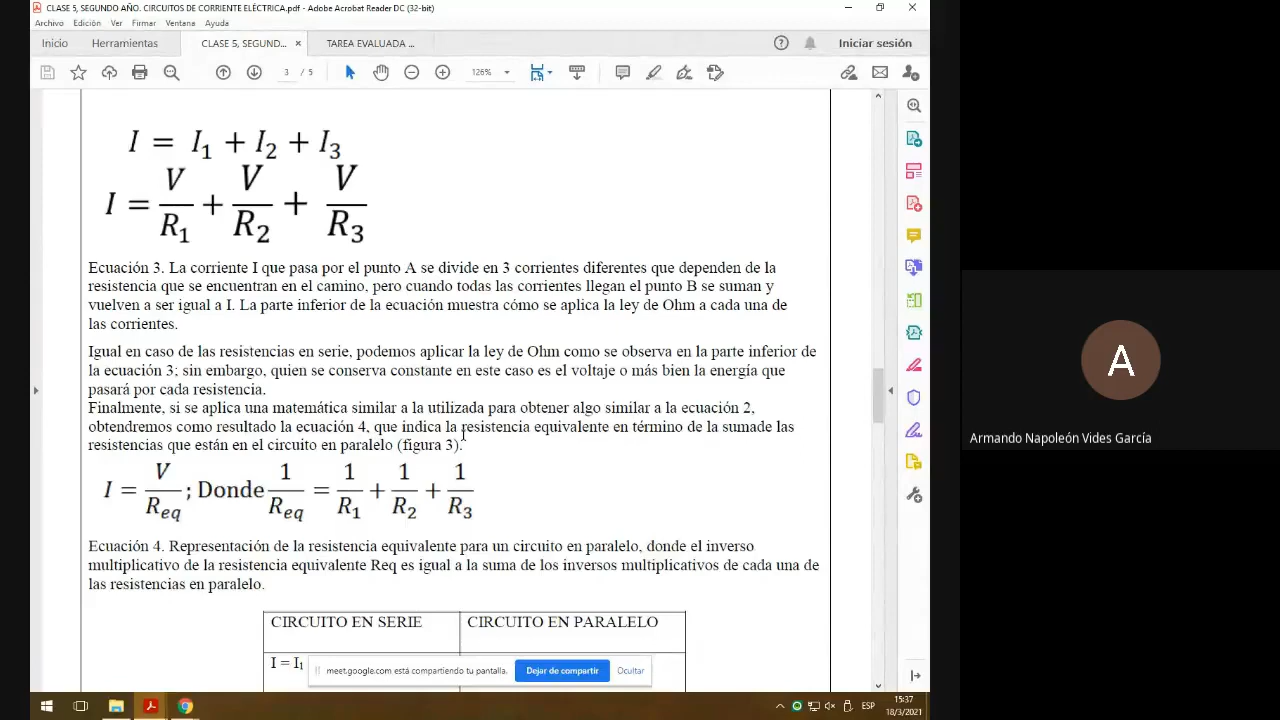 CLASE 5, SEGUNDO AÑO. CIRCUITOS DE CORRIENTE ELÉCTRICA.pdf - Adobe Acrobat Reader DC (32-bit)
Archivo Edición Ver Firmar Ventana Ayuda
Inicio Herramientas CLASE 5, SEGUND... × TAREA EVALUADA ... Iniciar sesión
3 / 5 126%
I = I₁ + I₂ + I₃
I = V/R₁ + V/R₂ + V/R₃
Ecuación 3. La corriente I que pasa por el punto A se divide en 3 corrientes diferentes que dependen de la
resistencia que se encuentran en el camino, pero cuando todas las corrientes llegan el punto B se suman y
vuelven a ser igual a I. La parte inferior de la ecuación muestra cómo se aplica la ley de Ohm a cada una de
las corrientes.
Igual en caso de las resistencias en serie, podemos aplicar la ley de Ohm como se observa en la parte inferior de
la ecuación 3; sin embargo, quien se conserva constante en este caso es el voltaje o más bien la energía que
pasará por cada resistencia.
Finalmente, si se aplica una matemática similar a la utilizada para obtener algo similar a la ecuación 2,
obtendremos como resultado la ecuación 4, que indica la resistencia equivalente en término de la sumade las
resistencias que están en el circuito en paralelo (figura 3).
I = V/Req ; Donde 1/Req = 1/R₁ + 1/R₂ + 1/R₃
Ecuación 4. Representación de la resistencia equivalente para un circuito en paralelo, donde el inverso
multiplicativo de la resistencia equivalente Req es igual a la suma de los inversos multiplicativos de cada una de
las resistencias en paralelo.
CIRCUITO EN SERIE CIRCUITO EN PARALELO
I = I₁
meet.google.com está compartiendo tu pantalla. Dejar de compartir Ocultar
ESP 15:37
18/3/2021
A
Armando Napoleón Vides García